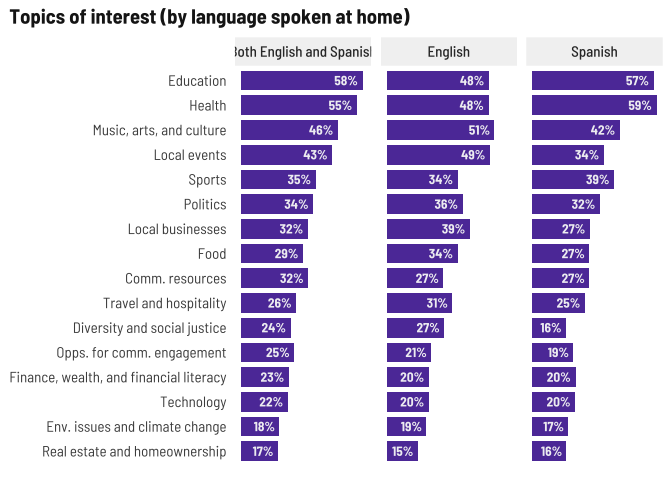 Topics of interest (by language spoken at home)
Both English and Spanish English Spanish
Education 58% 48% 57%
Health 55% 48% 59%
Music, arts, and culture 46% 51% 42%
Local events 43% 49% 34%
Sports 35% 34% 39%
Politics 34% 36% 32%
Local businesses 32% 39% 27%
Food 29% 34% 27%
Comm. resources 32% 27% 27%
Travel and hospitality 26% 31% 25%
Diversity and social justice 24% 27% 16%
Opps. for comm. engagement 25% 21% 19%
Finance, wealth, and financial literacy 23% 20% 20%
Technology 22% 20% 20%
Env. issues and climate change 18% 19% 17%
Real estate and homeownership 17% 15% 16%